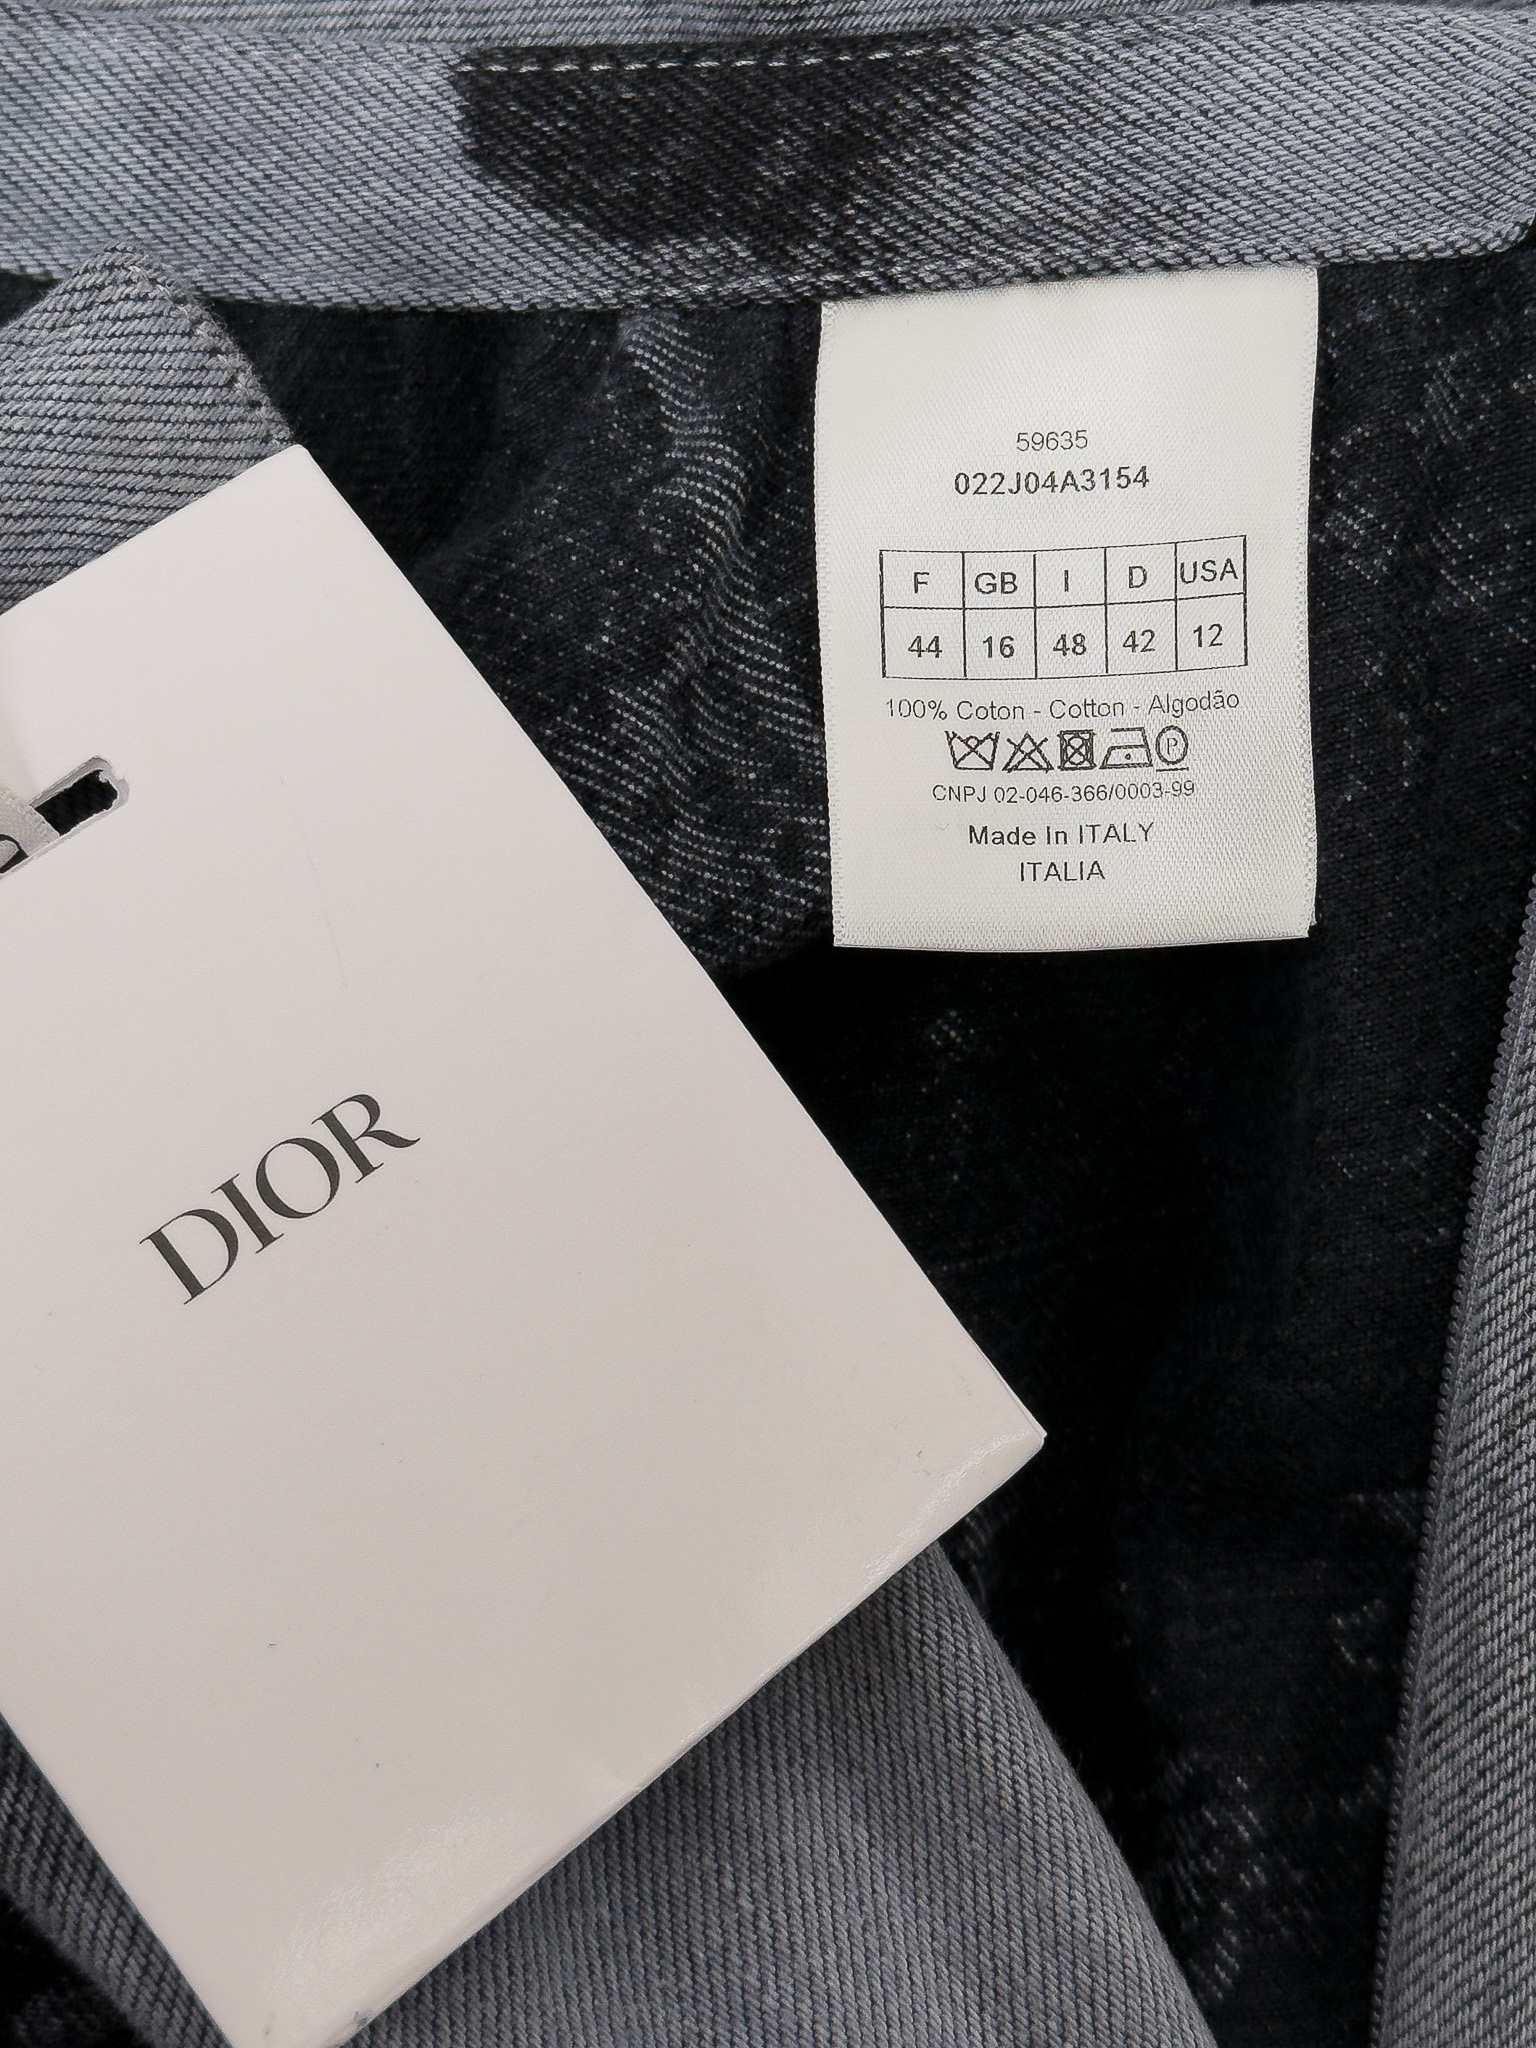 59635
022J04A3154
F GB I D USA
44 16 48 42 12
100% Coton - Cotton - Algodão
P
CNPJ 02-046-366/0003-99
Made In ITALY
ITALIA
DIOR